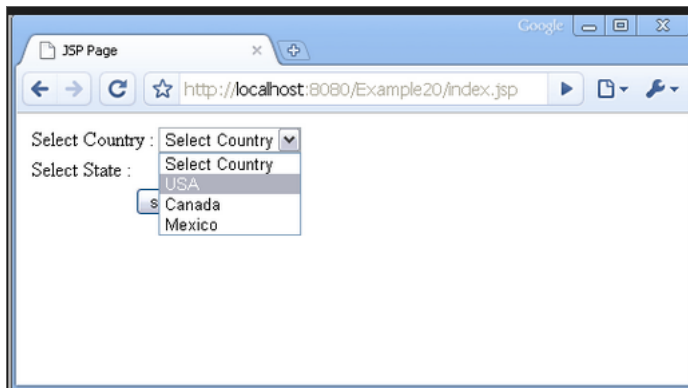 Google
JSP Page
http://localhost:8080/Example20/index.jsp
Select Country : Select Country
Select State :
Select Country
USA
Canada
Mexico